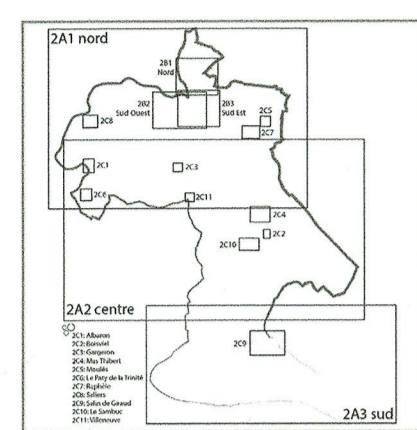 2A1 nord
2B1
Nord
2B2
Sud Ouest
2B3
Sud Est
2C5
2C8
2C7
2C1
2C3
2C6
2C11
2C4
2C2
2C10
2A2 centre
2C1: Albaron
2C2: Boisviel
2C3: Gageron
2C4: Mas Thibert
2C5: Moulès
2C6: Le Paty de la Trinité
2C7: Raphèle
2C8: Saliers
2C9: Salin de Giraud
2C10: Le Sambuc
2C11: Villeneuve
2C9
2A3 sud